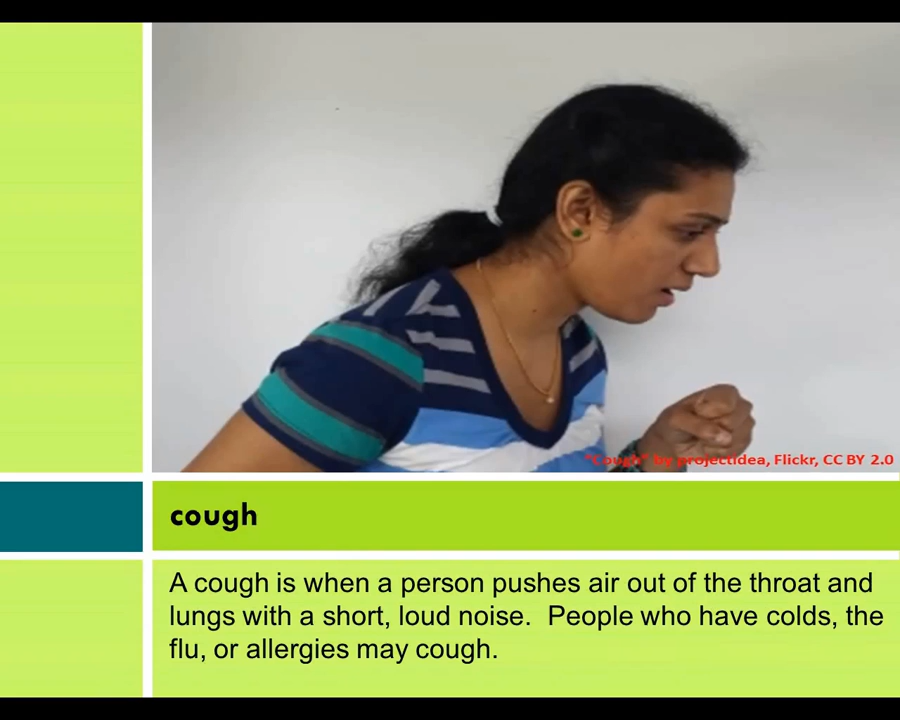 "Cough" by projectidea, Flickr, CC BY 2.0
cough
A cough is when a person pushes air out of the throat and
lungs with a short, loud noise.  People who have colds, the
flu, or allergies may cough.